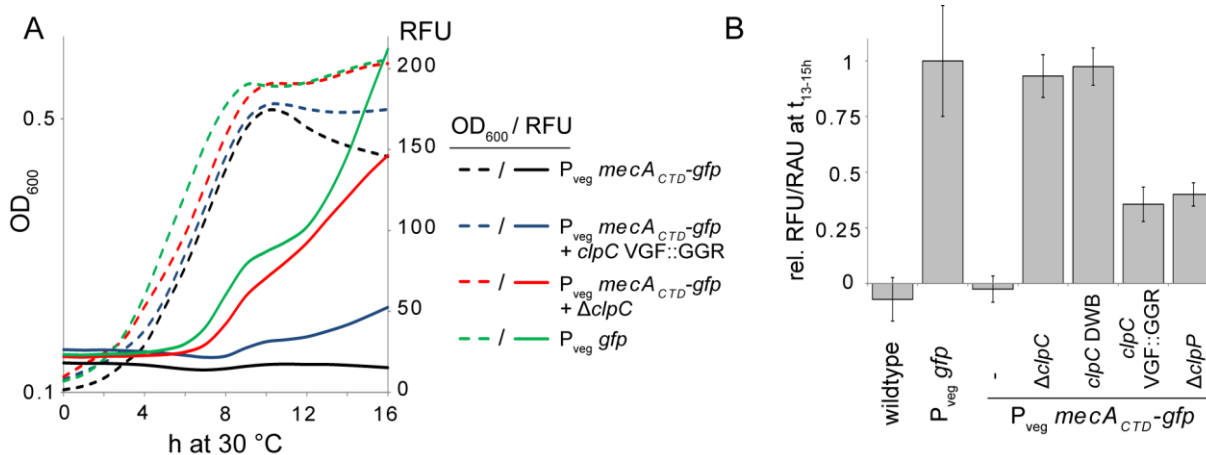 A
RFU
OD600
0.5
0.1
200
150
100
50
0
0 4 8 12 16
h at 30 °C
OD600 / RFU
/ Pveg mecACTD-gfp
/ Pveg mecACTD-gfp
+ clpC VGF::GGR
/ Pveg mecACTD-gfp
+ ΔclpC
/ Pveg gfp
B
rel. RFU/RAU at t13-15h
1
0.75
0.5
0.25
0
wildtype
Pveg gfp
-
ΔclpC
clpC DWB
clpC
VGF::GGR
ΔclpP
Pveg mecACTD-gfp